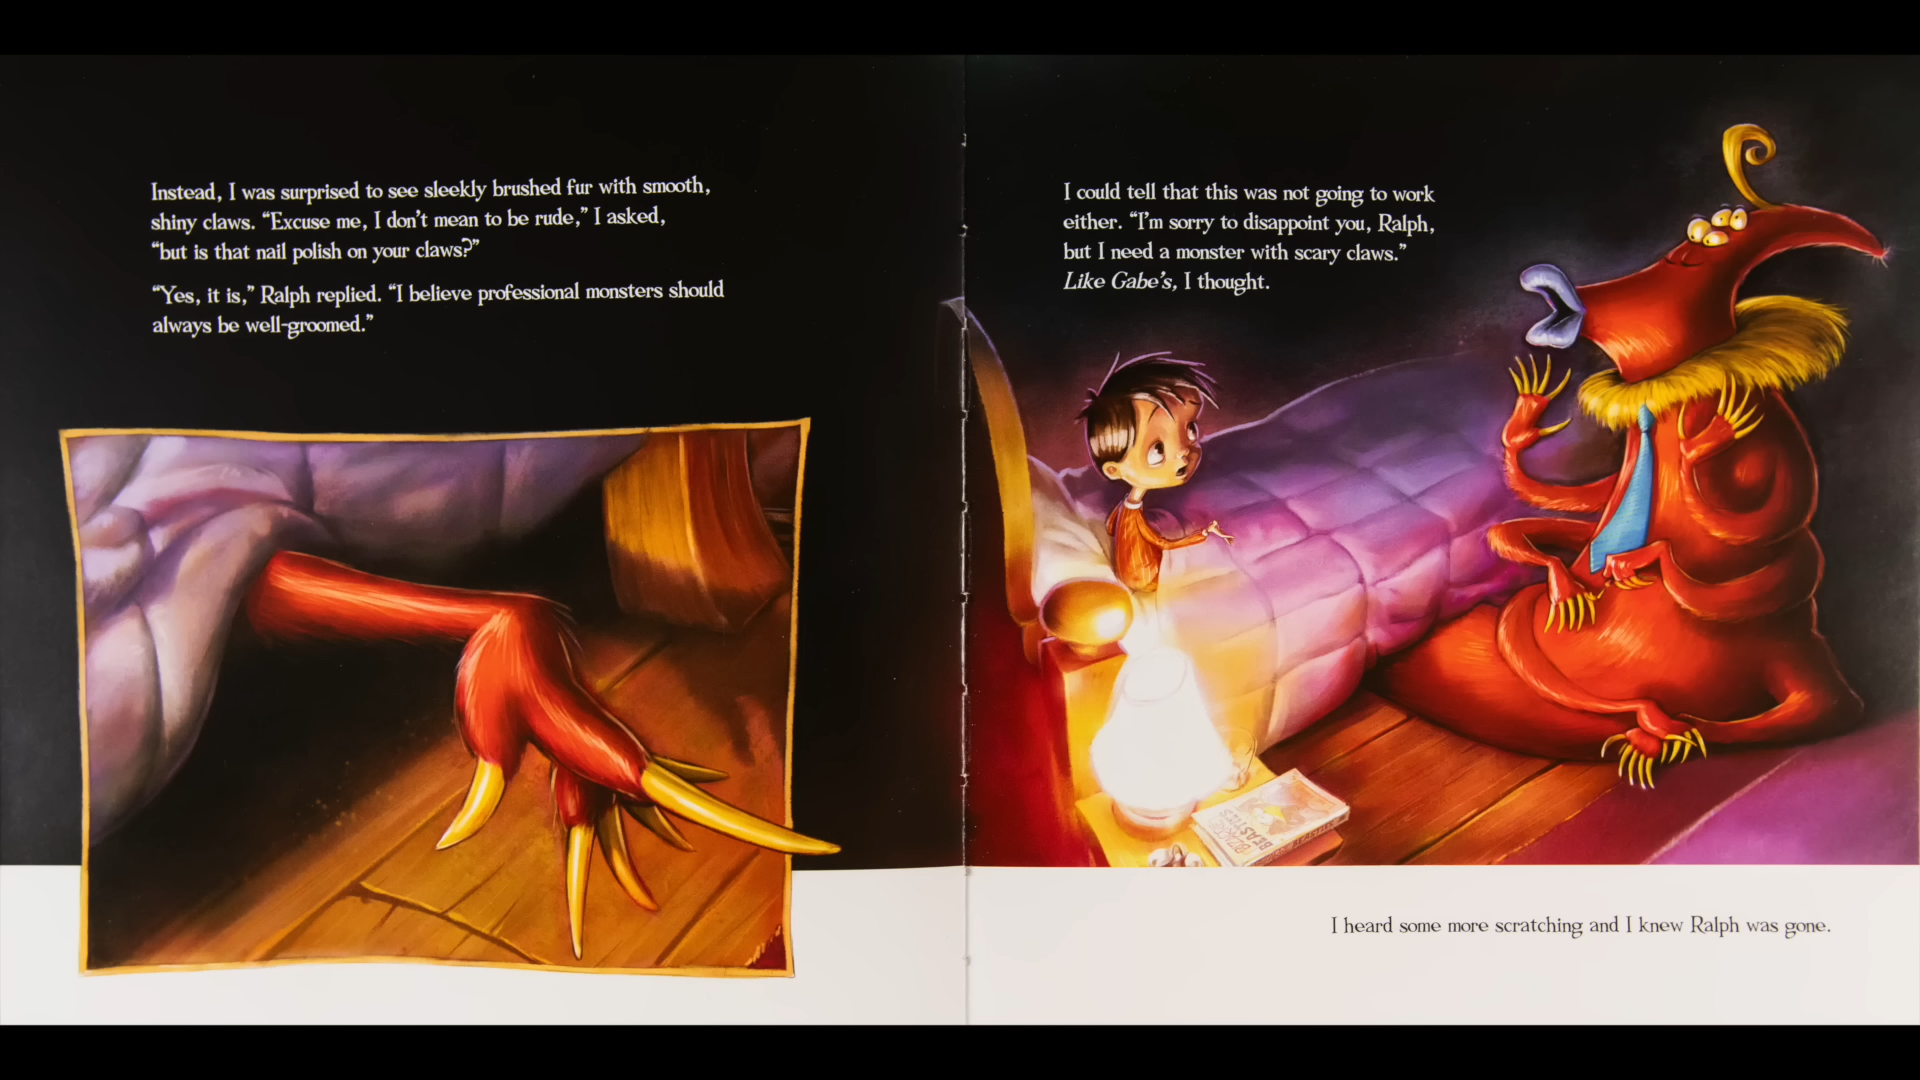 Instead, I was surprised to see sleekly brushed fur with smooth,
shiny claws. “Excuse me, I don’t mean to be rude,” I asked,
“but is that nail polish on your claws?”
“Yes, it is,” Ralph replied. “I believe professional monsters should
always be well-groomed.”
I could tell that this was not going to work
either. “I’m sorry to disappoint you, Ralph,
but I need a monster with scary claws.”
Like Gabe’s, I thought.
BEASTIES
I heard some more scratching and I knew Ralph was gone.